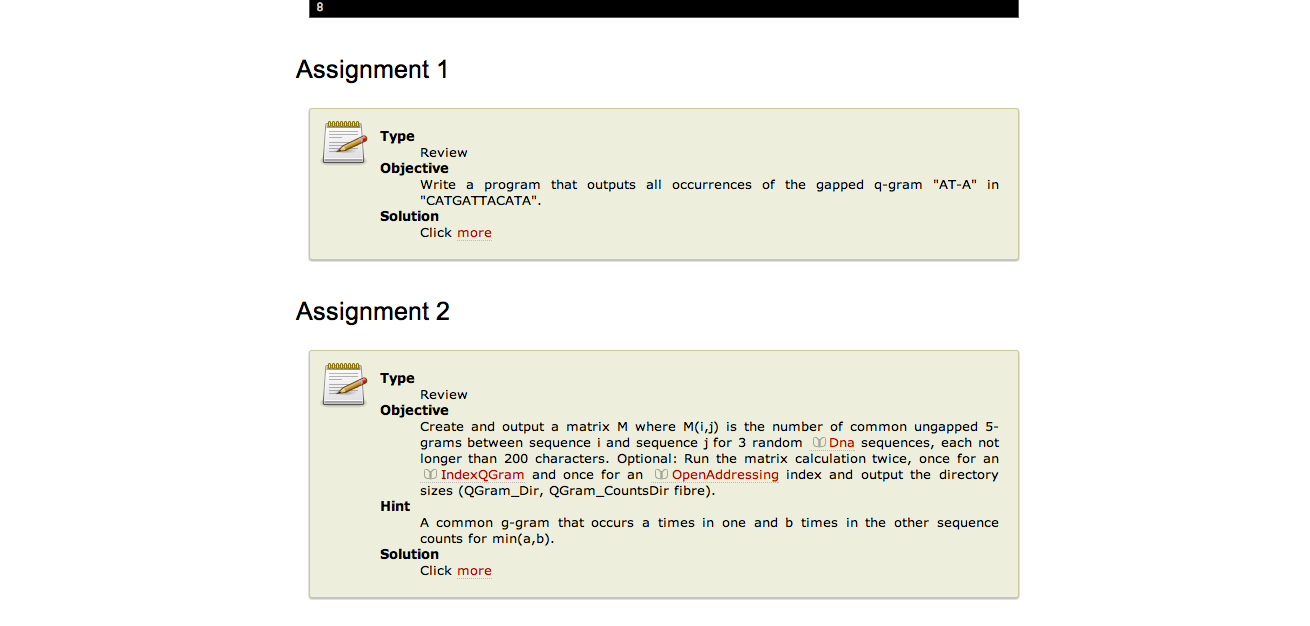 8
Assignment 1
Type
Review
Objective
Write a program that outputs all occurrences of the gapped q-gram "AT-A" in
"CATGATTACATA".
Solution
Click more
Assignment 2
Type
Review
Objective
Create and output a matrix M where M(i,j) is the number of common ungapped 5-
grams between sequence i and sequence j for 3 random Dna sequences, each not
longer than 200 characters. Optional: Run the matrix calculation twice, once for an
IndexQGram and once for an OpenAddressing index and output the directory
sizes (QGram_Dir, QGram_CountsDir fibre).
Hint
A common g-gram that occurs a times in one and b times in the other sequence
counts for min(a,b).
Solution
Click more